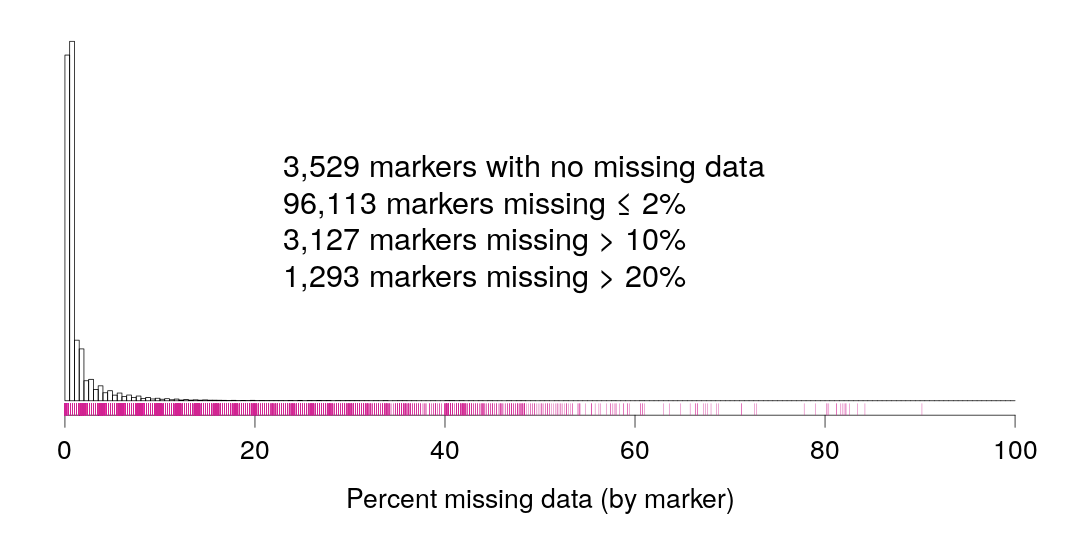 3,529 markers with no missing data
96,113 markers missing ≤ 2%
3,127 markers missing > 10%
1,293 markers missing > 20%
0 20 40 60 80 100
Percent missing data (by marker)